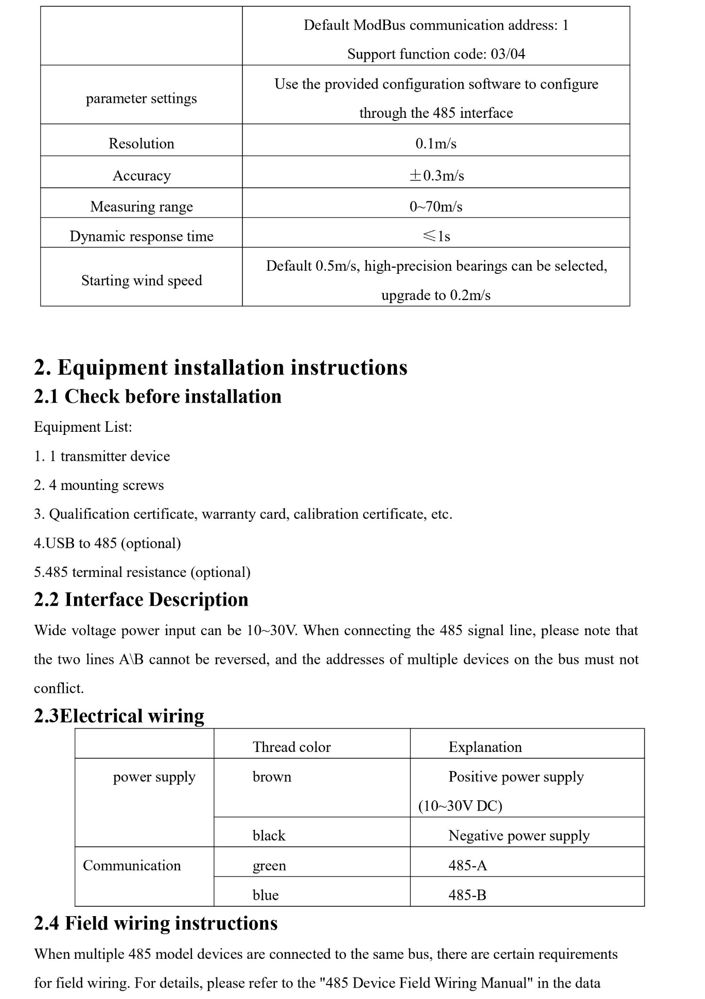 Default ModBus communication address: 1
Support function code: 03/04
parameter settings
Use the provided configuration software to configure
through the 485 interface
Resolution
0.1m/s
Accuracy
±0.3m/s
Measuring range
0~70m/s
Dynamic response time
≤1s
Starting wind speed
Default 0.5m/s, high-precision bearings can be selected,
upgrade to 0.2m/s
2. Equipment installation instructions
2.1 Check before installation
Equipment List:
1. 1 transmitter device
2. 4 mounting screws
3. Qualification certificate, warranty card, calibration certificate, etc.
4.USB to 485 (optional)
5.485 terminal resistance (optional)
2.2 Interface Description
Wide voltage power input can be 10~30V. When connecting the 485 signal line, please note that
the two lines A\B cannot be reversed, and the addresses of multiple devices on the bus must not
conflict.
2.3Electrical wiring
Thread color
Explanation
power supply
brown
Positive power supply
(10~30V DC)
black
Negative power supply
Communication
green
485-A
blue
485-B
2.4 Field wiring instructions
When multiple 485 model devices are connected to the same bus, there are certain requirements
for field wiring. For details, please refer to the "485 Device Field Wiring Manual" in the data